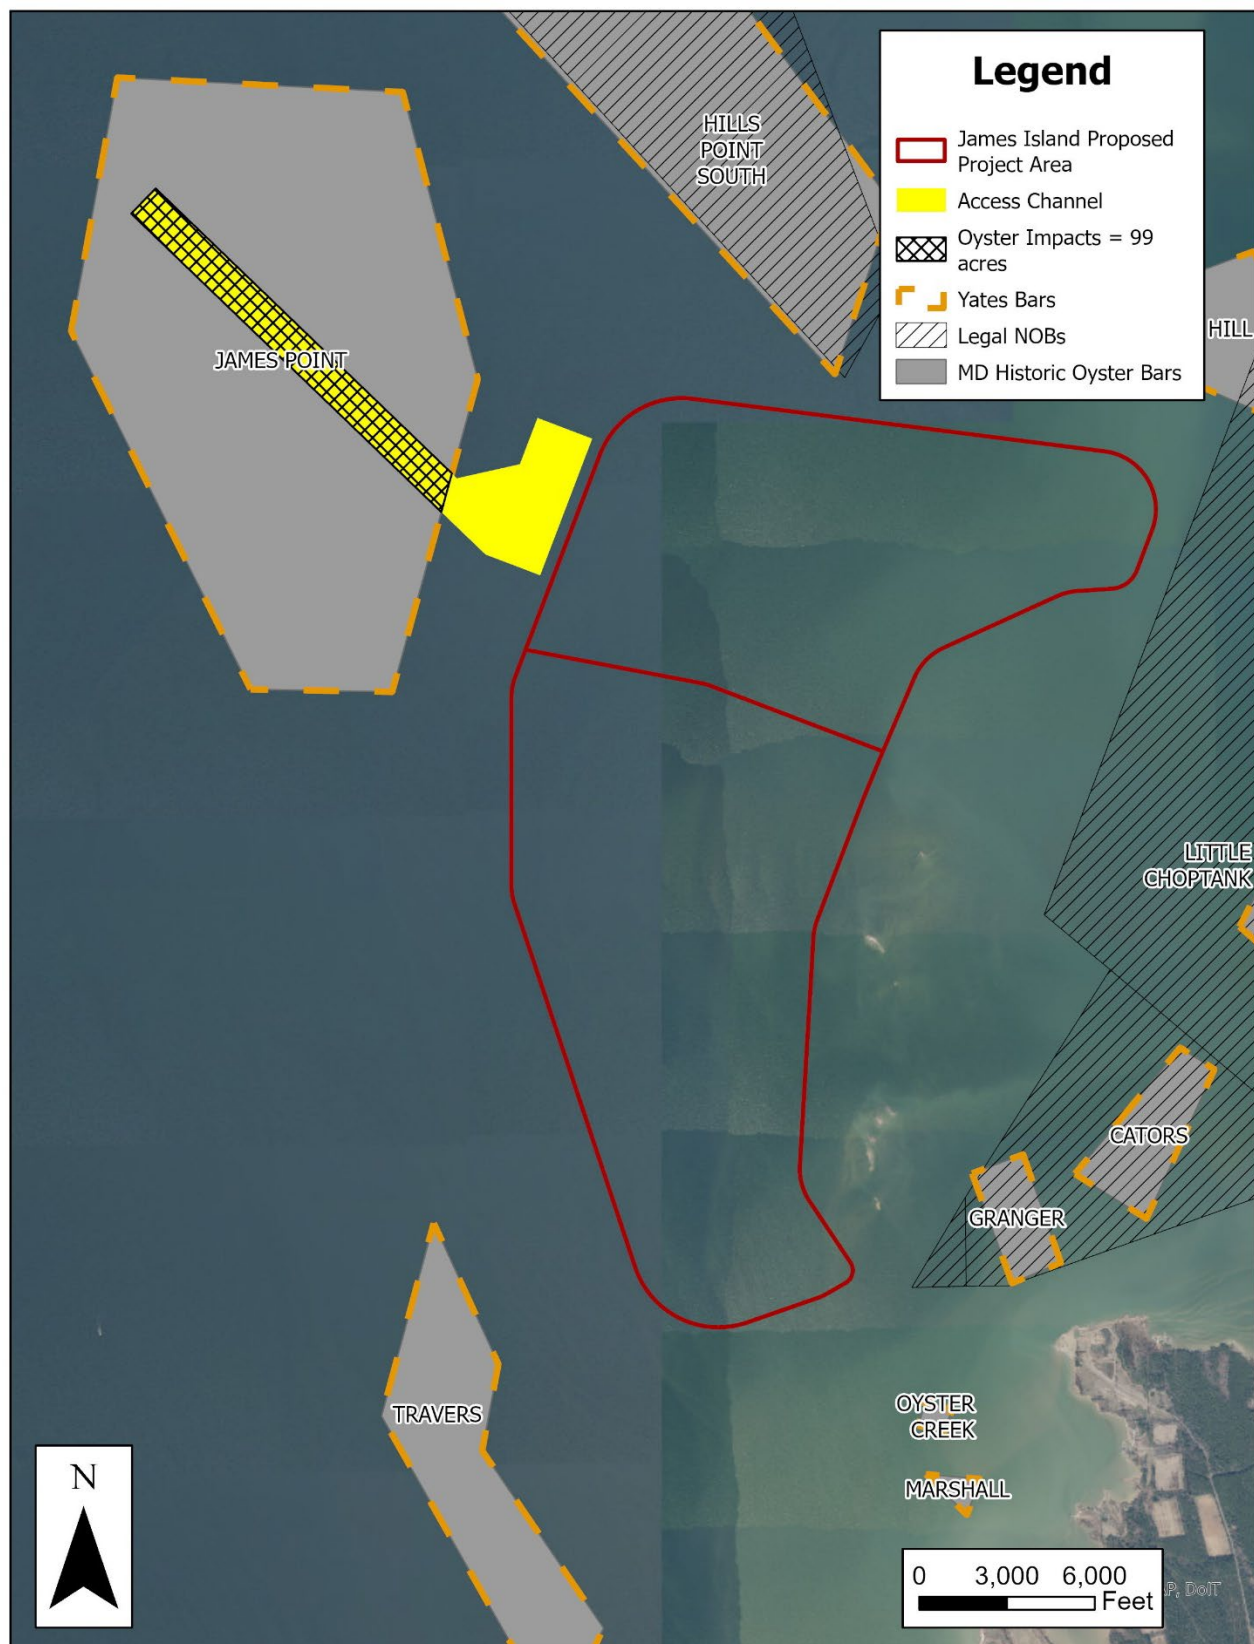 Legend
James Island Proposed
Project Area
Access Channel
Oyster Impacts = 99
acres
Yates Bars
Legal NOBs
MD Historic Oyster Bars
HILLS
POINT
SOUTH
HILL
JAMES POINT
LITTLE
CHOPTANK
CATORS
GRANGER
TRAVERS
OYSTER
CREEK
MARSHALL
N
0 3,000 6,000
Feet
P, DoIT